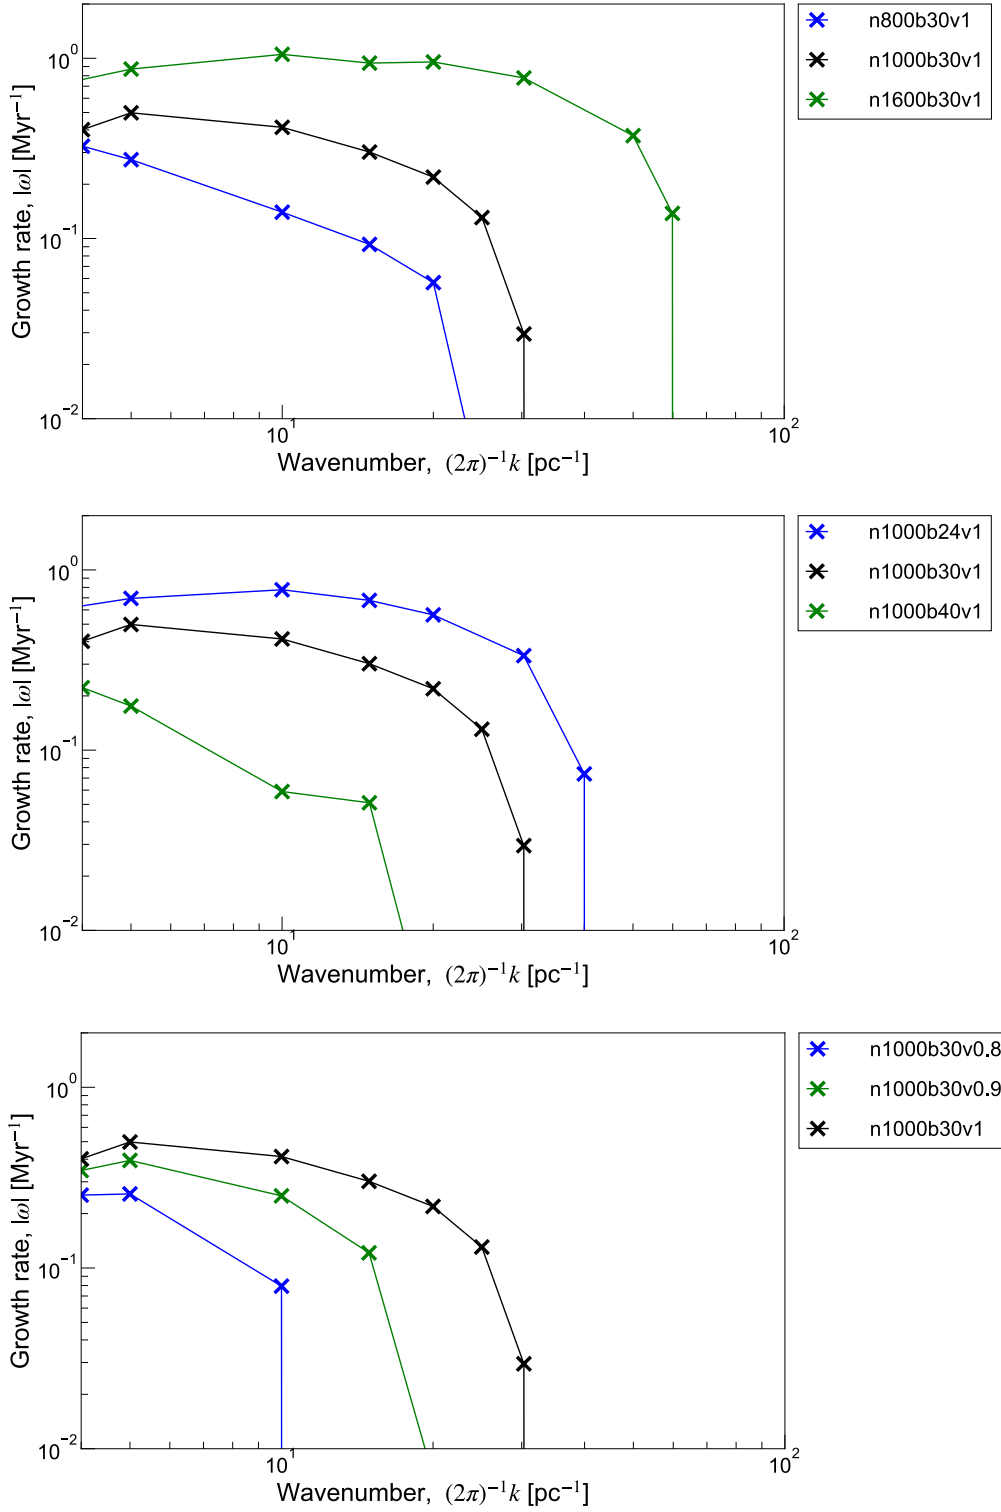 n800b30v1
n1000b30v1
n1600b30v1
Growth rate, |ω| [Myr⁻¹]
10⁰
10⁻¹
10⁻²
10¹
10²
Wavenumber, (2π)⁻¹k [pc⁻¹]
n1000b24v1
n1000b30v1
n1000b40v1
Growth rate, |ω| [Myr⁻¹]
10⁰
10⁻¹
10⁻²
10¹
10²
Wavenumber, (2π)⁻¹k [pc⁻¹]
n1000b30v0.8
n1000b30v0.9
n1000b30v1
Growth rate, |ω| [Myr⁻¹]
10⁰
10⁻¹
10⁻²
10¹
10²
Wavenumber, (2π)⁻¹k [pc⁻¹]